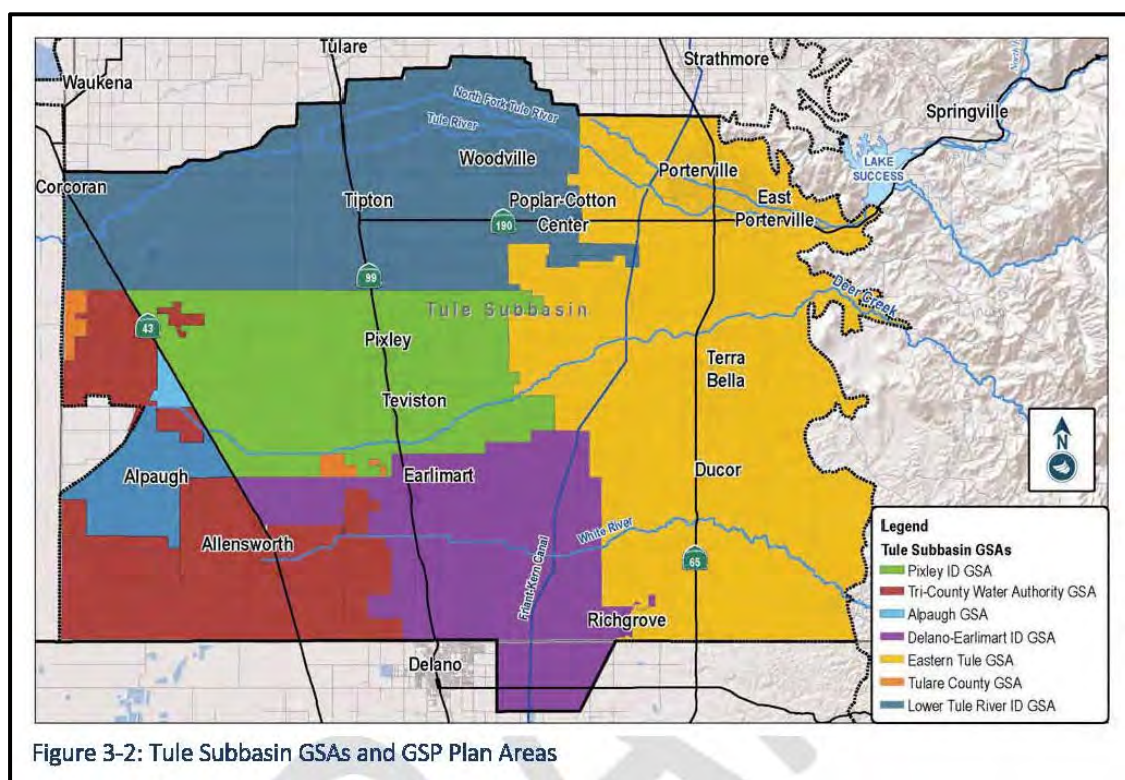 Tulare
Strathmore
Waukena
Springville
North Fork Tule River
Tule River
Woodville
LAKE
SUCCESS
Porterville
Corcoran
Tipton
Poplar-Cotton
Center
East
Porterville
190
99
Deer Creek
Tule Subbasin
43
Pixley
Terra
Bella
Teviston
N
Alpaugh
Earlimart
Ducor
White River
Allensworth
Friant-Kern Canal
65
Richgrove
Delano
Legend
Tule Subbasin GSAs
Pixley ID GSA
Tri-County Water Authority GSA
Alpaugh GSA
Delano-Earlimart ID GSA
Eastern Tule GSA
Tulare County GSA
Lower Tule River ID GSA
Figure 3-2: Tule Subbasin GSAs and GSP Plan Areas